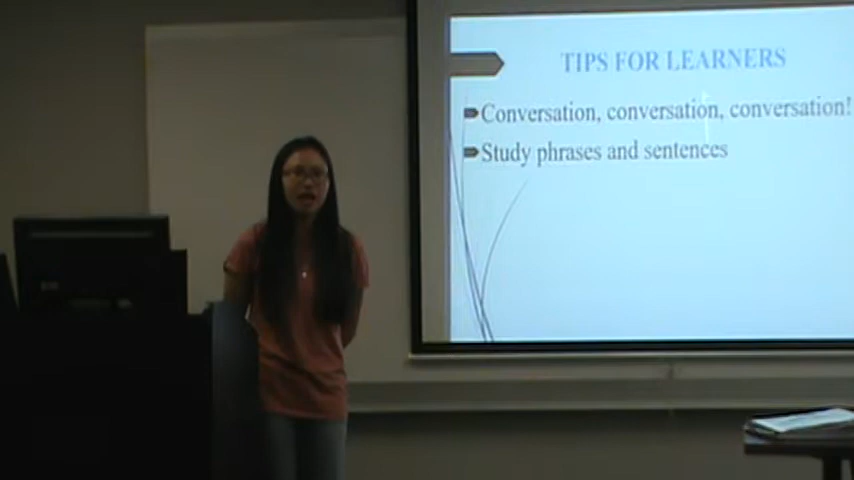 TIPS FOR LEARNERS
Conversation, conversation, conversation!
Study phrases and sentences